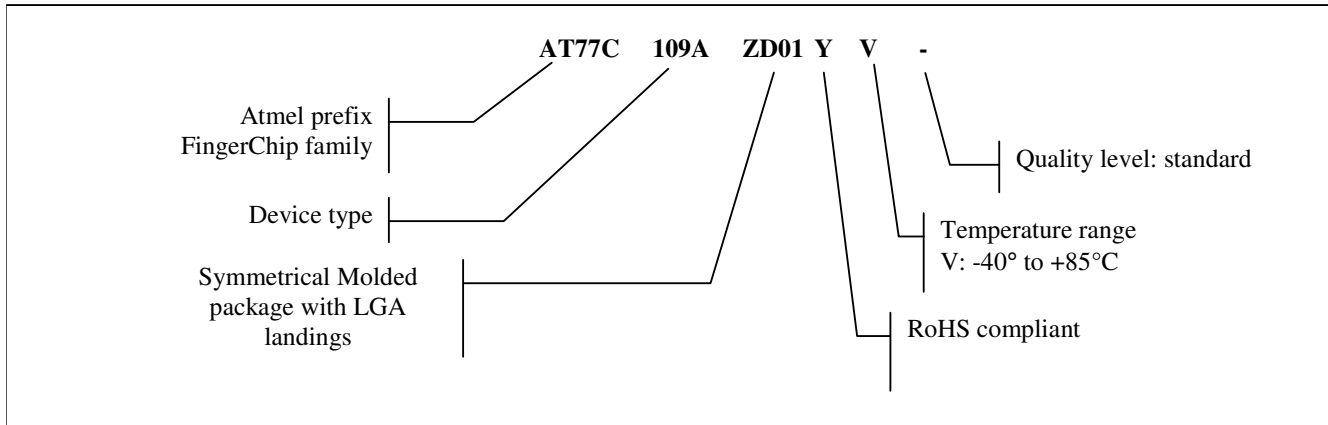 AT77C 109A ZD01 Y V -
Atmel prefix
FingerChip family
Quality level: standard
Device type
Temperature range
V: -40° to +85°C
Symmetrical Molded
package with LGA
landings
RoHS compliant